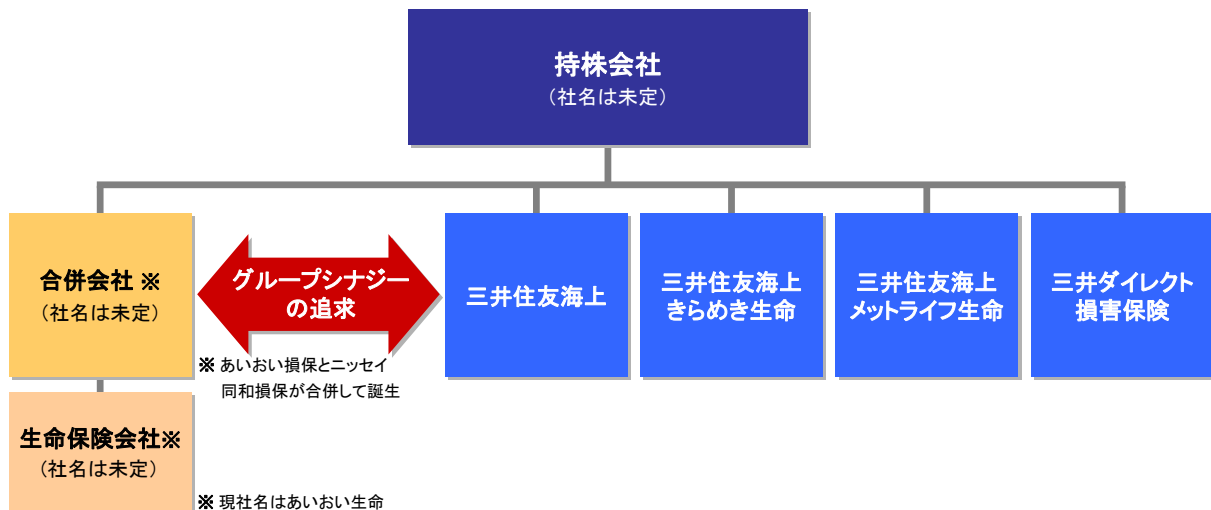 持株会社
（社名は未定）
合併会社 ※
（社名は未定）
グループシナジー
の追求
三井住友海上
三井住友海上
きらめき生命
三井住友海上
メットライフ生命
三井ダイレクト
損害保険
※ あいおい損保とニッセイ
同和損保が合併して誕生
生命保険会社※
（社名は未定）
※ 現社名はあいおい生命